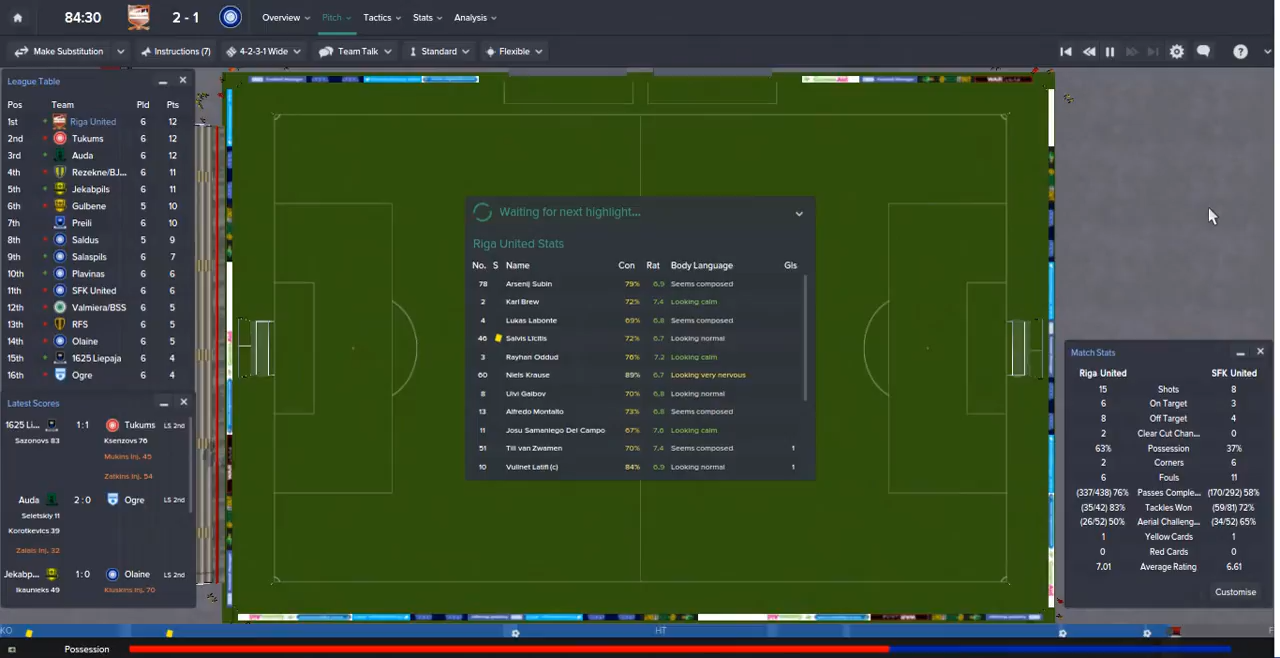 84:30 2 - 1 Overview Pitch Tactics Stats Analysis
Make Substitution Instructions (7) 4-2-3-1 Wide Team Talk Standard Flexible ?
League Table
Pos Team Pld Pts
1st Riga United 6 12
2nd Tukums 6 12
3rd Auda 6 12
4th Rezekne/BJ... 6 11
5th Jekabpils 6 11
6th Gulbene 5 10
7th Preili 6 10
8th Saldus 5 9
9th Salaspils 6 7
10th Plavinas 6 6
11th SFK United 6 6
12th Valmiera/BSS 6 5
13th RFS 6 5
14th Olaine 6 5
15th 1625 Liepaja 6 4
16th Ogre 6 4
Latest Scores
1625 Li... 1:1 Tukums LS 2nd
Sazonovs 83 Ksenzovs 76
Mukins Inj. 45
Zatkins Inj. 54
Auda 2:0 Ogre LS 2nd
Seletskiy 11
Korotkevics 39
Zalais Inj. 32
Jekabp... 1:0 Olaine LS 2nd
Ikaunieks 49 Kluskins Inj. 70
Waiting for next highlight...
Riga United Stats
No. S Name Con Rat Body Language Gls
78 Arsenij Subin 79% 6.9 Seems composed
2 Karl Brew 72% 7.4 Looking calm
4 Lukas Labonte 69% 6.8 Seems composed
46 Salvis Licitis 72% 6.7 Looking normal
3 Rayhan Oddud 76% 7.2 Looking calm
60 Niels Krause 89% 6.7 Looking very nervous
8 Ulvi Gaibov 70% 6.8 Looking normal
13 Alfredo Montalto 73% 6.8 Seems composed
11 Josu Samaniego Del Campo 67% 7.6 Looking calm
51 Till van Zwamen 70% 7.4 Seems composed 1
10 Vullnet Latifi (c) 84% 6.9 Looking normal 1
Match Stats
Riga United SFK United
15 Shots 8
6 On Target 3
8 Off Target 4
2 Clear Cut Chan... 0
63% Possession 37%
2 Corners 6
6 Fouls 11
(337/438) 76% Passes Comple... (170/292) 58%
(35/42) 83% Tackles Won (59/81) 72%
(26/52) 50% Aerial Challeng... (34/52) 65%
1 Yellow Cards 1
0 Red Cards 0
7.01 Average Rating 6.61
Customise
KO HT F
Possession